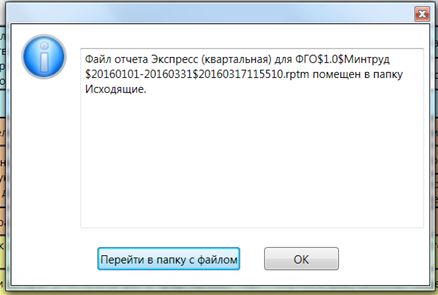 Файл отчета Экспресс (квартальная) для ФГО$1.0$Минтруд
$20160101-20160331$20160317115510.rptm помещен в папку
Исходящие.
Перейти в папку с файлом
OK